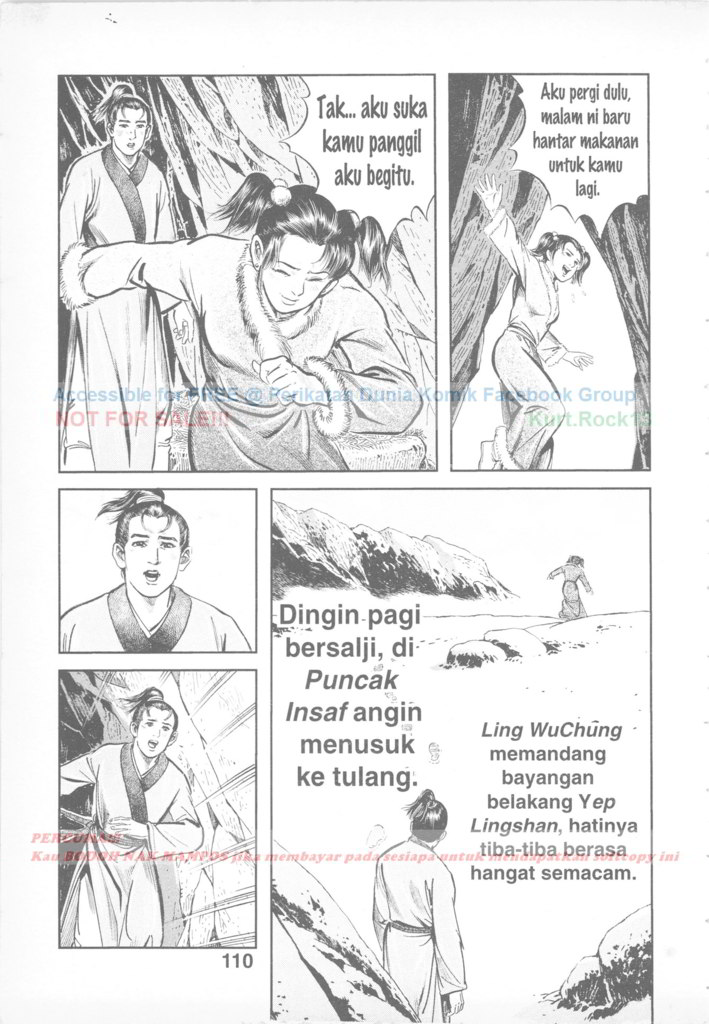 Tak... aku suka
kamu panggil
aku begitu.
Aku pergi dulu,
malam ni baru
hantar makanan
untuk kamu
lagi.
Accessible for FREE @ Perikatan Dunia Komik Facebook Group
NOT FOR SALE!!!
Kurt.Rock13
Dingin pagi
bersalji, di
Puncak
Insaf angin
menusuk
ke tulang.
Ling WuChung
memandang
bayangan
belakang Yep
Lingshan, hatinya
tiba-tiba berasa
hangat semacam.
PERCUMA!!!
Kau BODOH NAK MAMPOS jika membayar pada sesiapa untuk mendapatkan softcopy ini
110